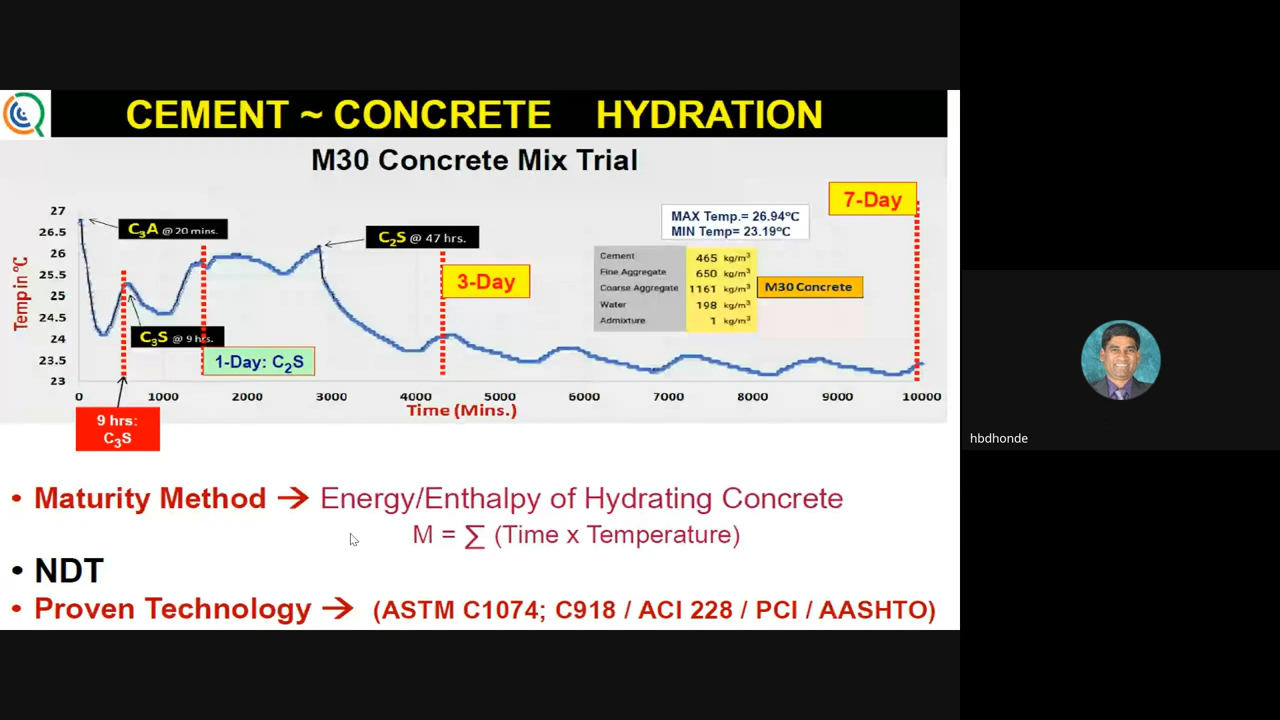 CEMENT ~ CONCRETE HYDRATION
M30 Concrete Mix Trial
7-Day
27
26.5
26
25.5
25
24.5
24
23.5
23
Temp in °C
C₃A @ 20 mins.
C₂S @ 47 hrs.
MAX Temp.= 26.94°C
MIN Temp= 23.19°C
Cement 465 kg/m³
Fine Aggregate 650 kg/m³
Coarse Aggregate 1161 kg/m³
Water 198 kg/m³
Admixture 1 kg/m³
M30 Concrete
3-Day
C₃S @ 9 hrs.
1-Day: C₂S
0 1000 2000 3000 4000 5000 6000 7000 8000 9000 10000
Time (Mins.)
9 hrs:
C₃S
• Maturity Method → Energy/Enthalpy of Hydrating Concrete
M = ∑ (Time x Temperature)
• NDT
• Proven Technology → (ASTM C1074; C918 / ACI 228 / PCI / AASHTO)
hbdhonde